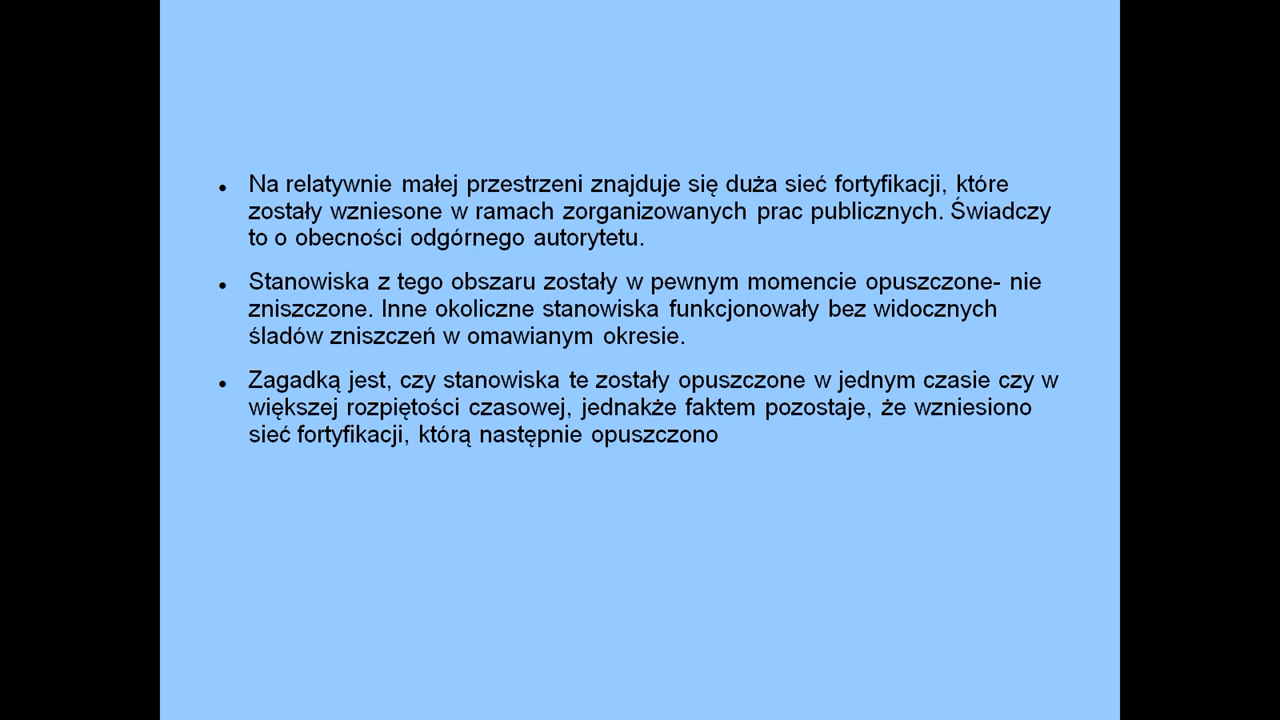 • Na relatywnie małej przestrzeni znajduje się duża sieć fortyfikacji, które
zostały wzniesone w ramach zorganizowanych prac publicznych. Świadczy
to o obecności odgórnego autorytetu.
• Stanowiska z tego obszaru zostały w pewnym momencie opuszczone- nie
zniszczone. Inne okoliczne stanowiska funkcjonowały bez widocznych
śladów zniszczeń w omawianym okresie.
• Zagadką jest, czy stanowiska te zostały opuszczone w jednym czasie czy w
większej rozpiętości czasowej, jednakże faktem pozostaje, że wzniesiono
sieć fortyfikacji, którą następnie opuszczono